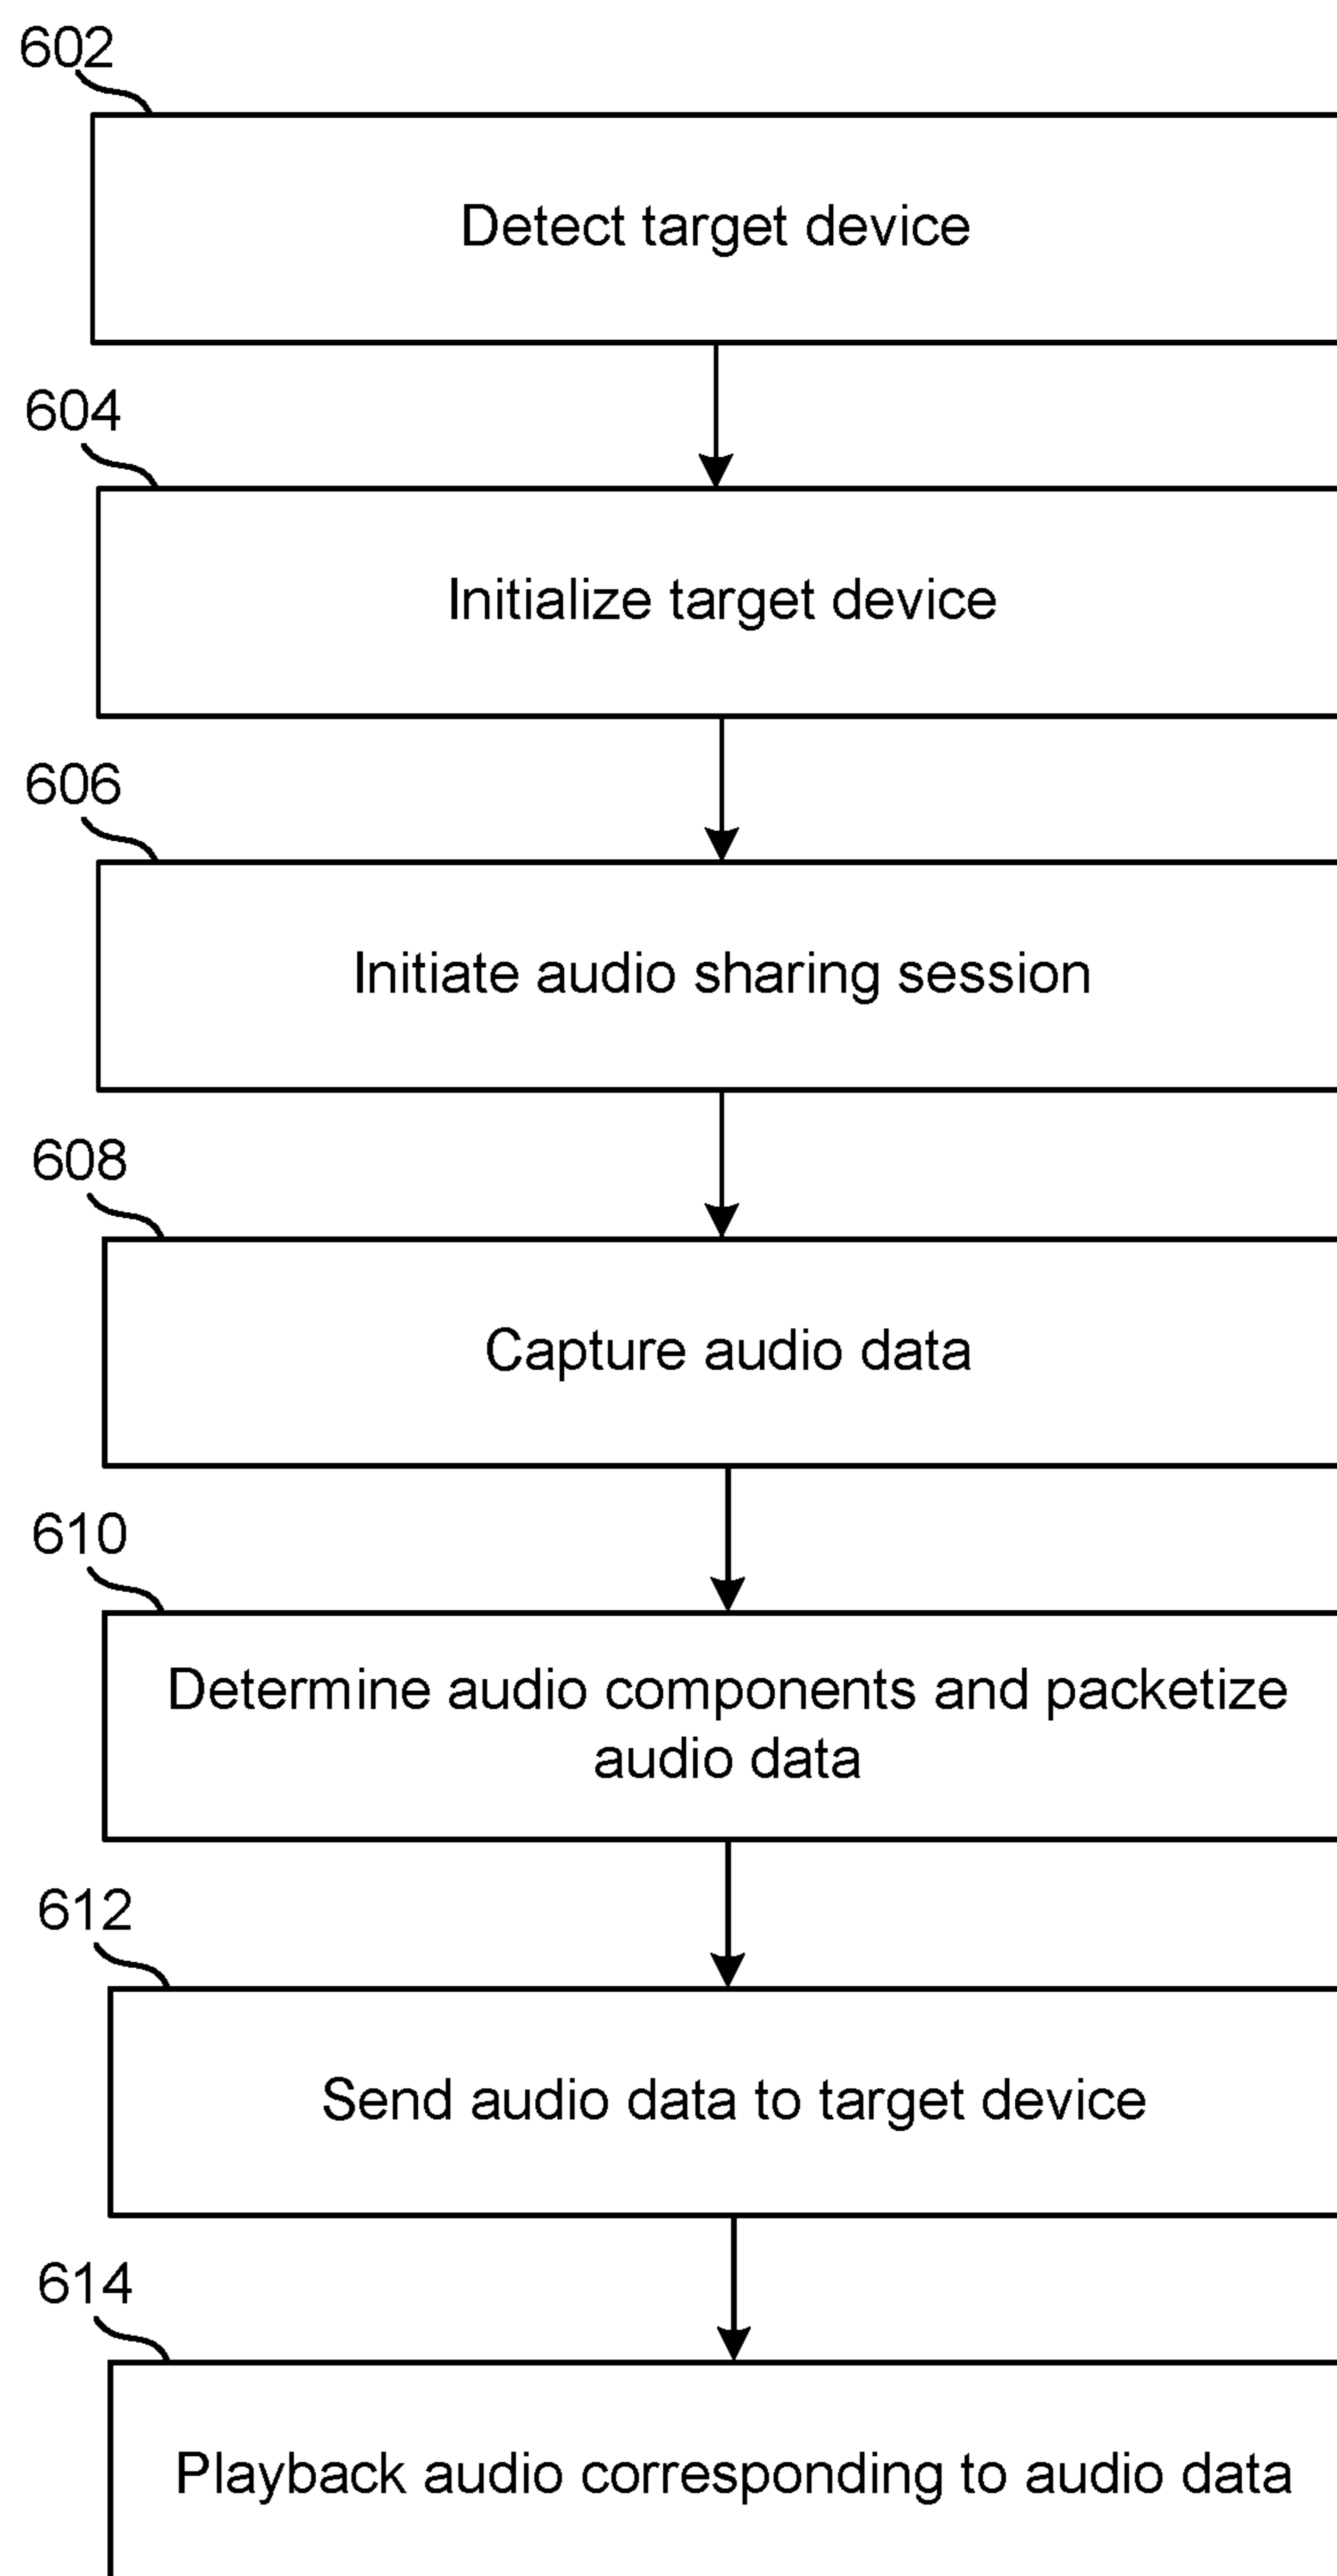 602
Detect target device
604
Initialize target device
606
Initiate audio sharing session
608
Capture audio data
610
Determine audio components and packetize
audio data
612
Send audio data to target device
614
Playback audio corresponding to audio data